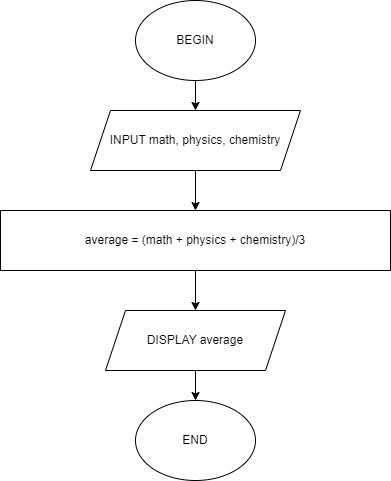 BEGIN
INPUT math, physics, chemistry
average = (math + physics + chemistry)/3
DISPLAY average
END